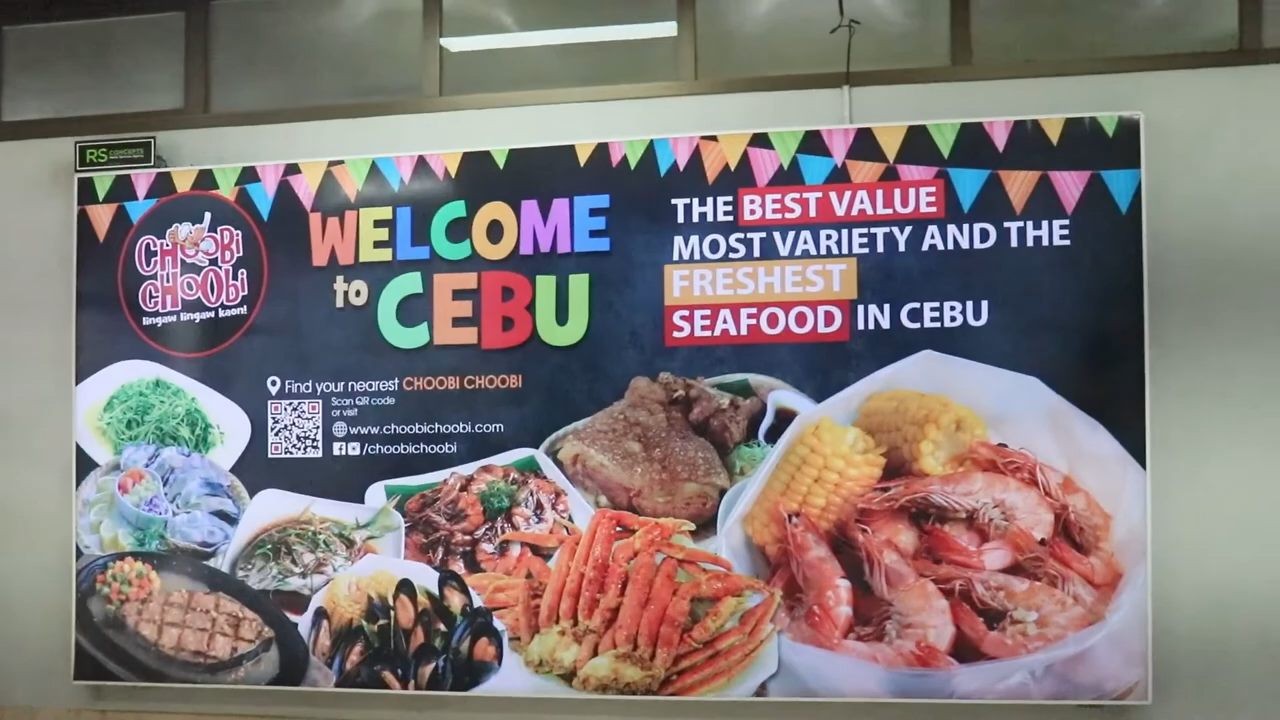 RS CONCEPTS
CHOOBi
CHOObi
lingaw lingaw kaon!
WELCOME
to CEBU
THE BEST VALUE
MOST VARIETY AND THE
FRESHEST
SEAFOOD IN CEBU
Find your nearest CHOOBI CHOOBI
Scan QR code
or visit
www.choobichoobi.com
/choobichoobi